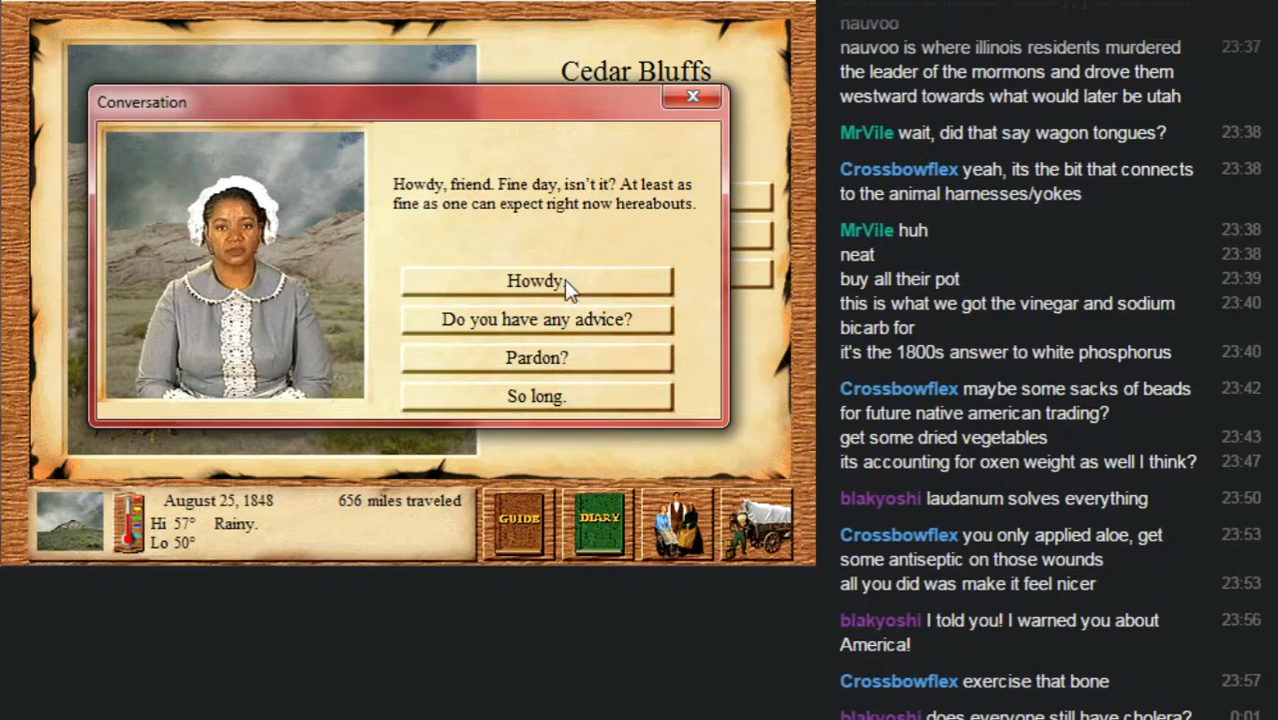 Cedar Bluffs
Conversation
Howdy, friend. Fine day, isn't it? At least as
fine as one can expect right now hereabouts.
Howdy.
Do you have any advice?
Pardon?
So long.
August 25, 1848
656 miles traveled
Hi 57° Rainy.
Lo 50°
GUIDE
DIARY
nauvoo
nauvoo is where illinois residents murdered 23:37
the leader of the mormons and drove them
westward towards what would later be utah
MrVile wait, did that say wagon tongues? 23:38
Crossbowflex yeah, its the bit that connects 23:38
to the animal harnesses/yokes
MrVile huh 23:38
neat 23:38
buy all their pot 23:39
this is what we got the vinegar and sodium 23:40
bicarb for
it's the 1800s answer to white phosphorus 23:40
Crossbowflex maybe some sacks of beads 23:42
for future native american trading?
get some dried vegetables 23:43
its accounting for oxen weight as well I think? 23:47
blakyoshi laudanum solves everything 23:50
Crossbowflex you only applied aloe, get 23:53
some antiseptic on those wounds
all you did was make it feel nicer 23:53
blakyoshi I told you! I warned you about 23:56
America!
Crossbowflex exercise that bone 23:57
blakyoshi does everyone still have cholera? 0:01